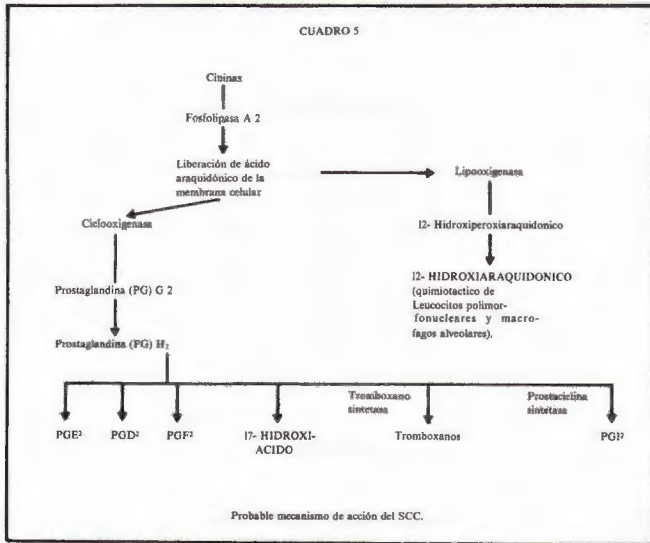 CUADRO 5
Cininas
Fosfolipasa A 2
Liberación de ácido
araquidónico de la
membrana celular
Lipooxigenasa
Ciclooxigenasa
12- Hidroxiperoxiaraquidonico
Prostaglandina (PG) G 2
12- HIDROXIARAQUIDONICO
(quimiotactico de
Leucocitos polimor-
fonucleares y macro-
fagos alveolares).
Prostaglandina (PG) H₂
Tromboxano
sintetasa
Prostaciclina
sintétasa
PGE²
PGD²
PGF²
17- HIDROXI-
ACIDO
Tromboxanos
PGI²
Probable mecanismo de acción del SCC.